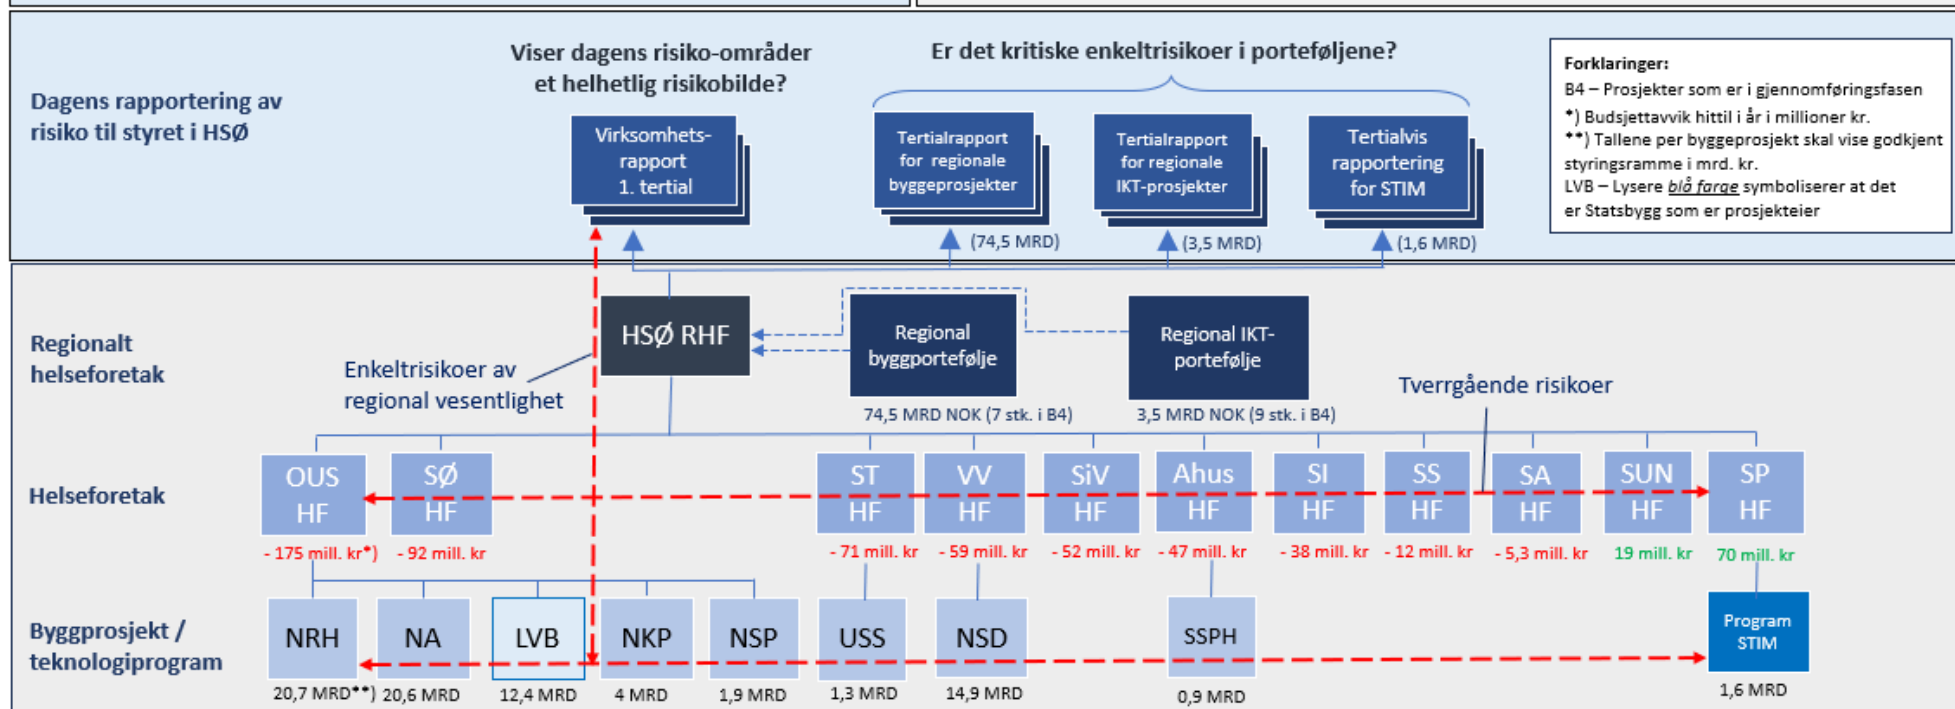 Dagens rapportering av
risiko til styret i HSØ
Viser dagens risiko-områder
et helhetlig risikobilde?
Er det kritiske enkeltrisikoer i porteføljene?
Virksomhets-
rapport
1. tertial
Tertialrapport
for regionale
byggeprosjekter
Tertialrapport
for regionale
IKT-prosjekter
Tertialvis
rapportering
for STIM
(74,5 MRD)
(3,5 MRD)
(1,6 MRD)
Forklaringer:
B4 – Prosjekter som er i gjennomføringsfasen
*) Budsjettavvik hittil i år i millioner kr.
**) Tallene per byggeprosjekt skal vise godkjent
styringsramme i mrd. kr.
LVB – Lysere blå farge symboliserer at det
er Statsbygg som er prosjekteier
Regionalt
helseforetak
Enkeltrisikoer av
regional vesentlighet
HSØ RHF
Regional
byggportefølje
Regional IKT-
portefølje
74,5 MRD NOK (7 stk. i B4)
3,5 MRD NOK (9 stk. i B4)
Tverrgående risikoer
Helseforetak
OUS
HF
SØ
HF
ST
HF
VV
HF
SiV
HF
Ahus
HF
SI
HF
SS
HF
SA
HF
SUN
HF
SP
HF
- 175 mill. kr*)
- 92 mill. kr
- 71 mill. kr
- 59 mill. kr
- 52 mill. kr
- 47 mill. kr
- 38 mill. kr
- 12 mill. kr
- 5,3 mill. kr
19 mill. kr
70 mill. kr
Byggprosjekt /
teknologiprogram
NRH
NA
LVB
NKP
NSP
USS
NSD
SSPH
Program
STIM
20,7 MRD**)
20,6 MRD
12,4 MRD
4 MRD
1,9 MRD
1,3 MRD
14,9 MRD
0,9 MRD
1,6 MRD